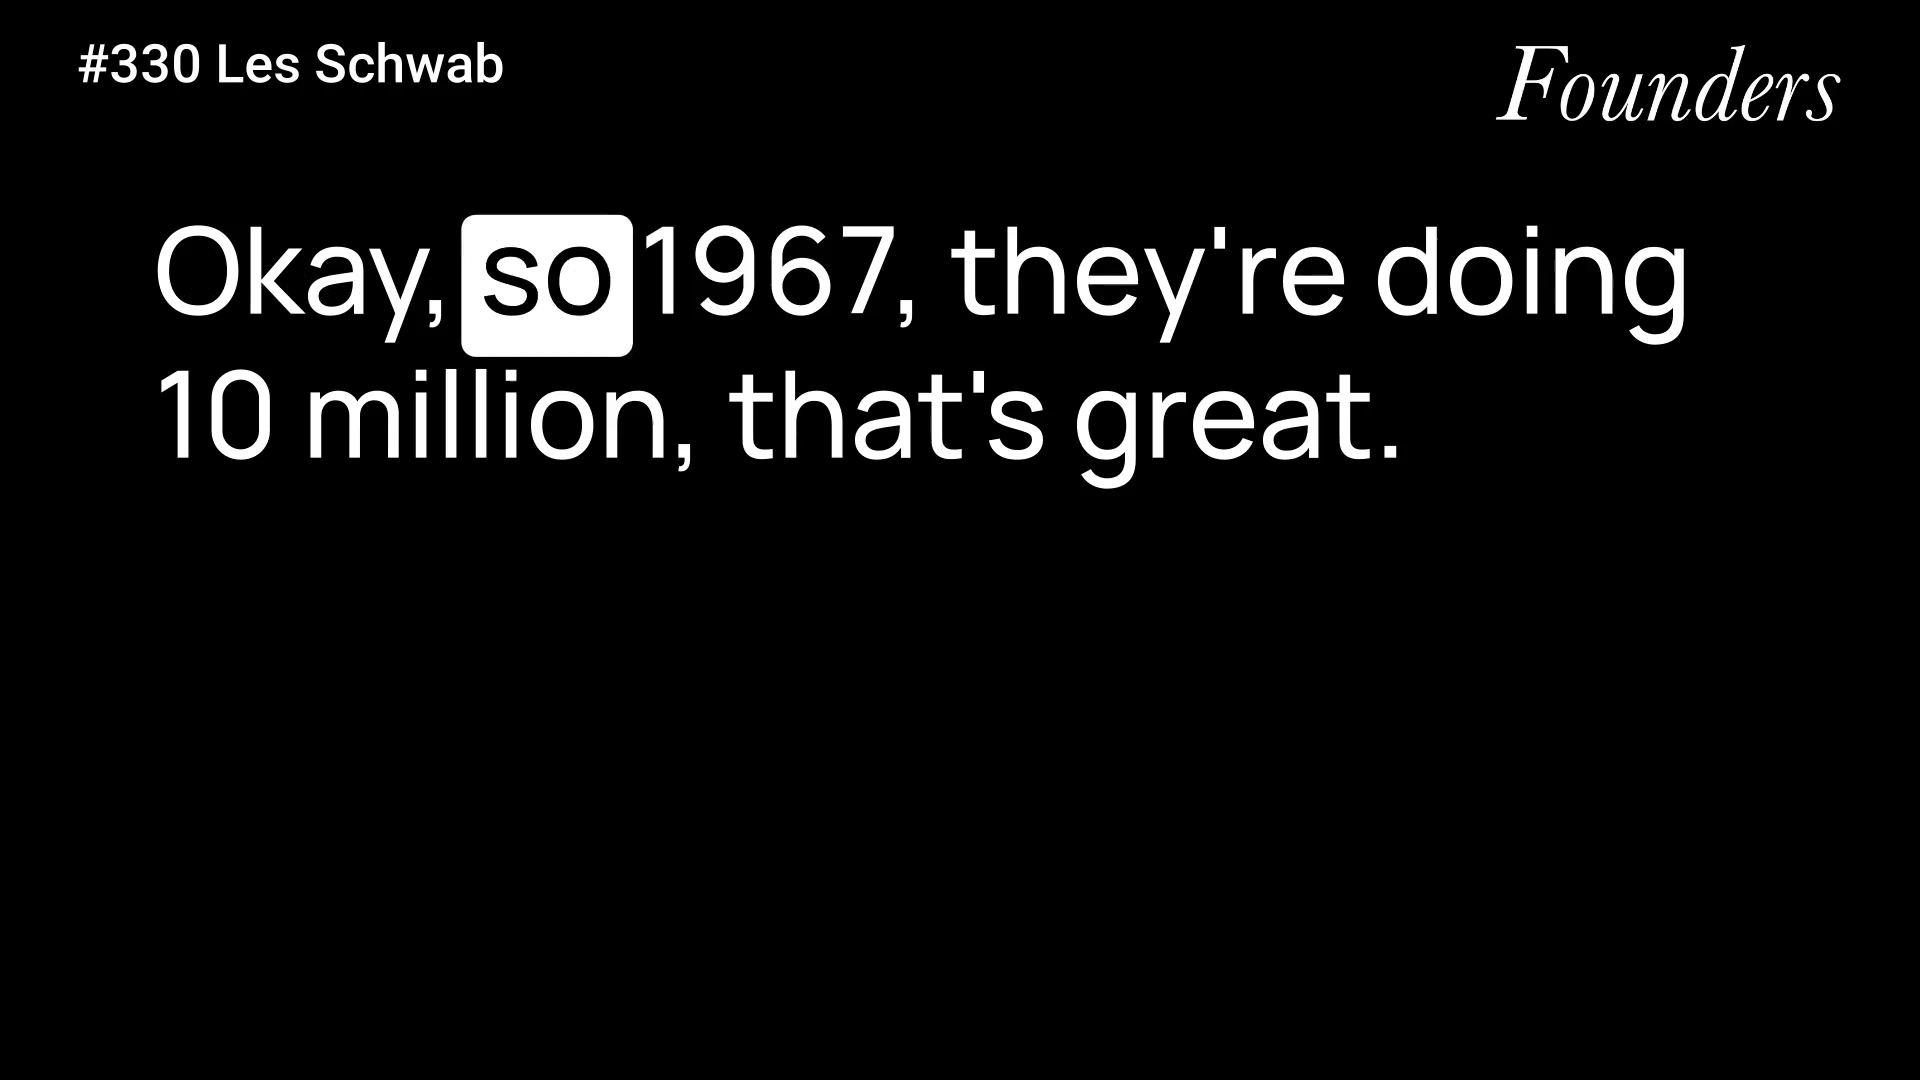 #330 Les Schwab
Founders
Okay, so 1967, they're doing
10 million, that's great.